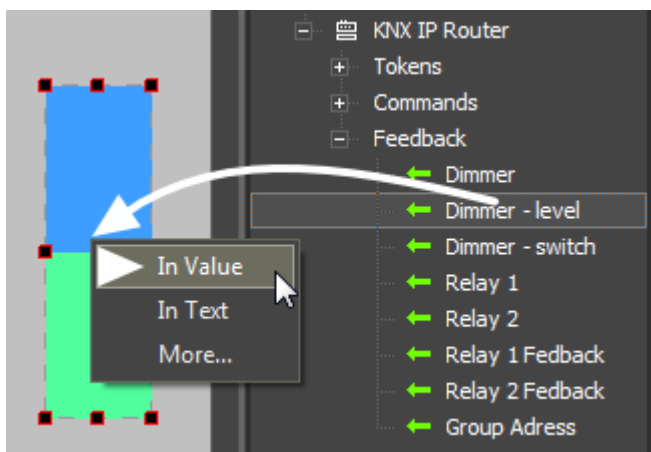 KNX IP Router
Tokens
Commands
Feedback
Dimmer
Dimmer - level
Dimmer - switch
Relay 1
Relay 2
Relay 1 Fedback
Relay 2 Fedback
Group Adress
In Value
In Text
More...